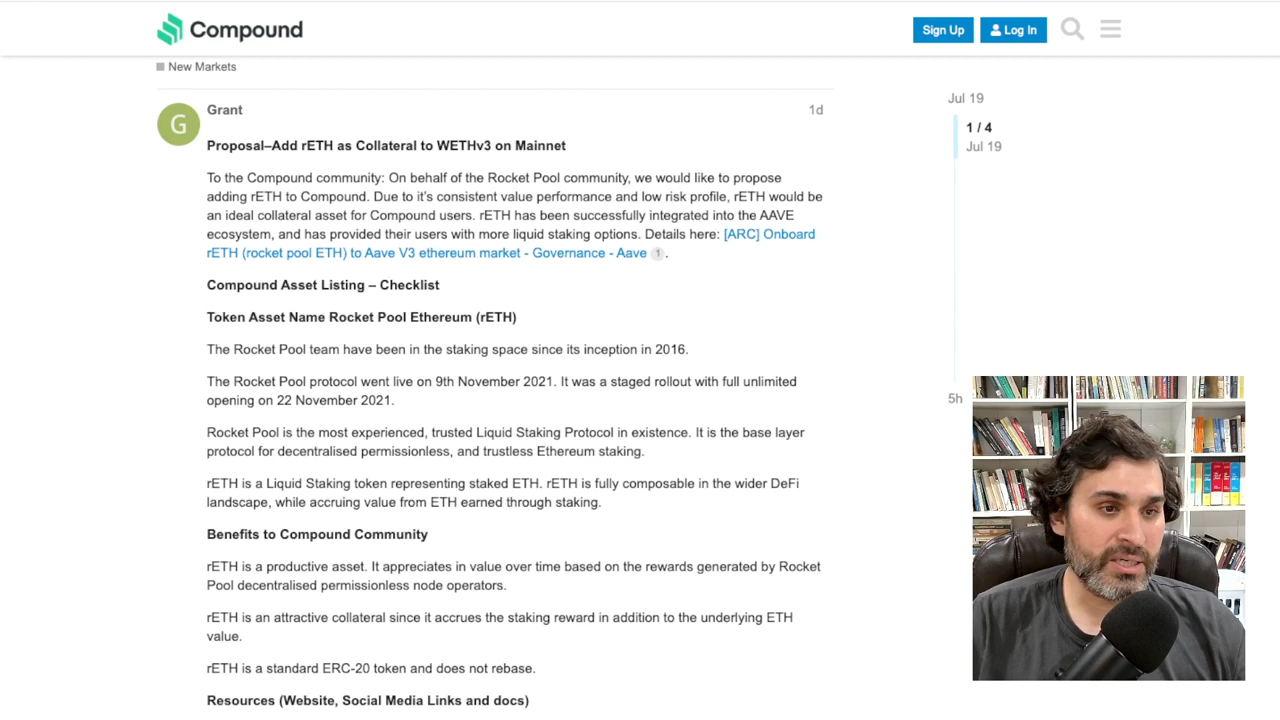 Compound
Sign Up
Log In
New Markets
G
Grant
1d
Proposal–Add rETH as Collateral to WETHv3 on Mainnet
To the Compound community: On behalf of the Rocket Pool community, we would like to propose
adding rETH to Compound. Due to it's consistent value performance and low risk profile, rETH would be
an ideal collateral asset for Compound users. rETH has been successfully integrated into the AAVE
ecosystem, and has provided their users with more liquid staking options. Details here: [ARC] Onboard
rETH (rocket pool ETH) to Aave V3 ethereum market - Governance - Aave 1.
Compound Asset Listing – Checklist
Token Asset Name Rocket Pool Ethereum (rETH)
The Rocket Pool team have been in the staking space since its inception in 2016.
The Rocket Pool protocol went live on 9th November 2021. It was a staged rollout with full unlimited
opening on 22 November 2021.
Rocket Pool is the most experienced, trusted Liquid Staking Protocol in existence. It is the base layer
protocol for decentralised permissionless, and trustless Ethereum staking.
rETH is a Liquid Staking token representing staked ETH. rETH is fully composable in the wider DeFi
landscape, while accruing value from ETH earned through staking.
Benefits to Compound Community
rETH is a productive asset. It appreciates in value over time based on the rewards generated by Rocket
Pool decentralised permissionless node operators.
rETH is an attractive collateral since it accrues the staking reward in addition to the underlying ETH
value.
rETH is a standard ERC-20 token and does not rebase.
Resources (Website, Social Media Links and docs)
Jul 19
1 / 4
Jul 19
5h